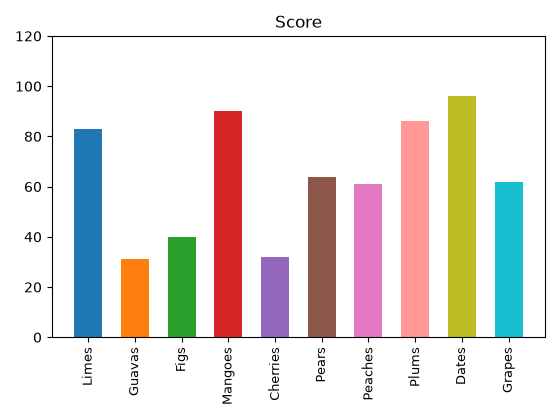 Score
120
100
80
60
40
20
0
Limes
Guavas
Figs
Mangoes
Cherries
Pears
Peaches
Plums
Dates
Grapes